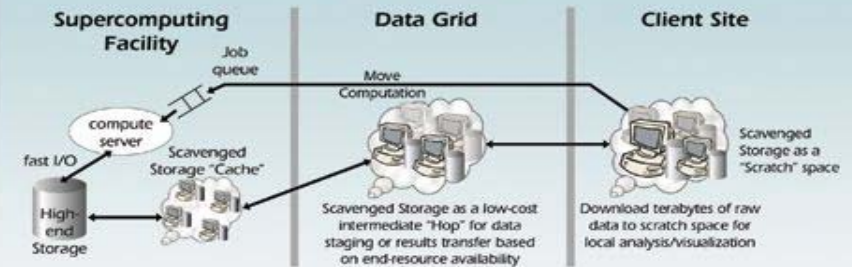 Supercomputing
Facility
Data Grid
Client Site
Job
queue
Move
Computation
compute
server
fast I/O
Scavenged
Storage "Cache"
High-
end
Storage
Scavenged Storage as a low-cost
intermediate "Hop" for data
staging or results transfer based
on end-resource availability
Scavenged
Storage as a
"Scratch" space
Download terabytes of raw
data to scratch space for
local analysis/visualization